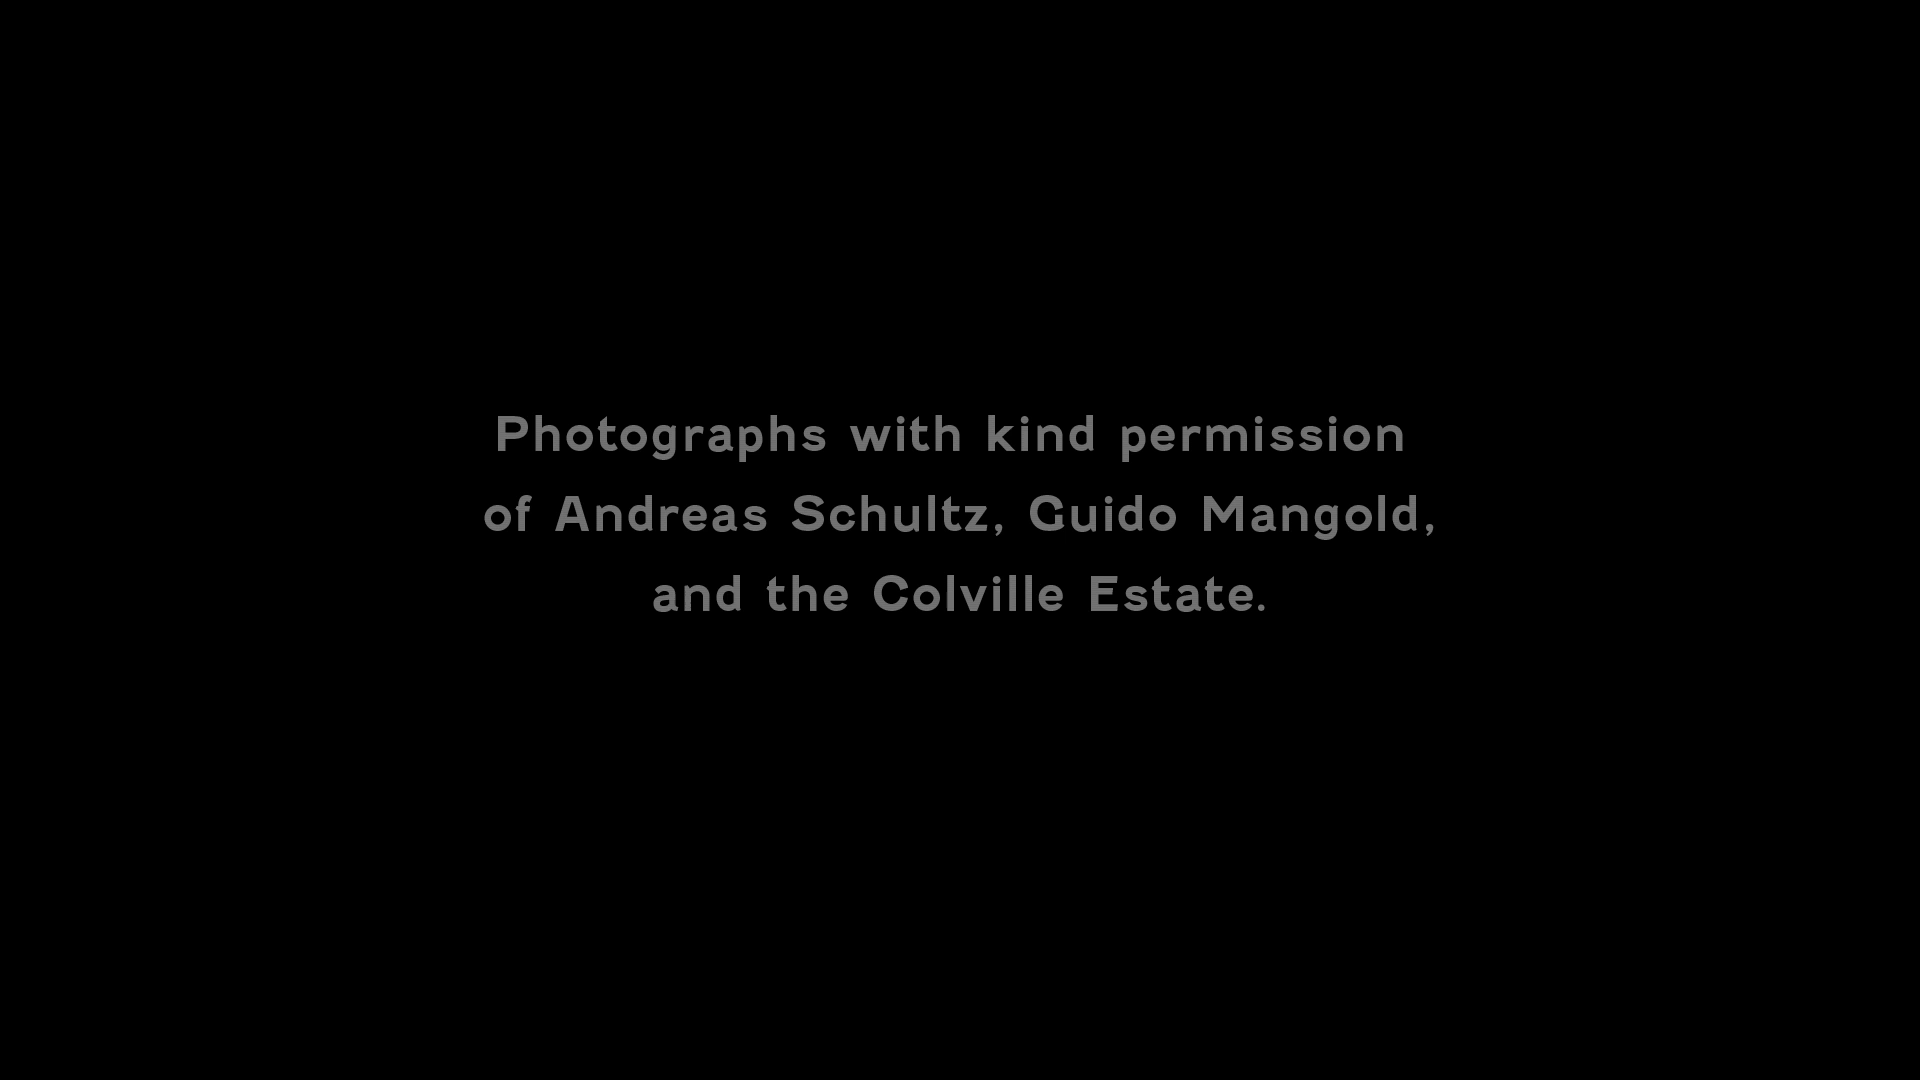 Photographs with kind permission
of Andreas Schultz, Guido Mangold,
and the Colville Estate.